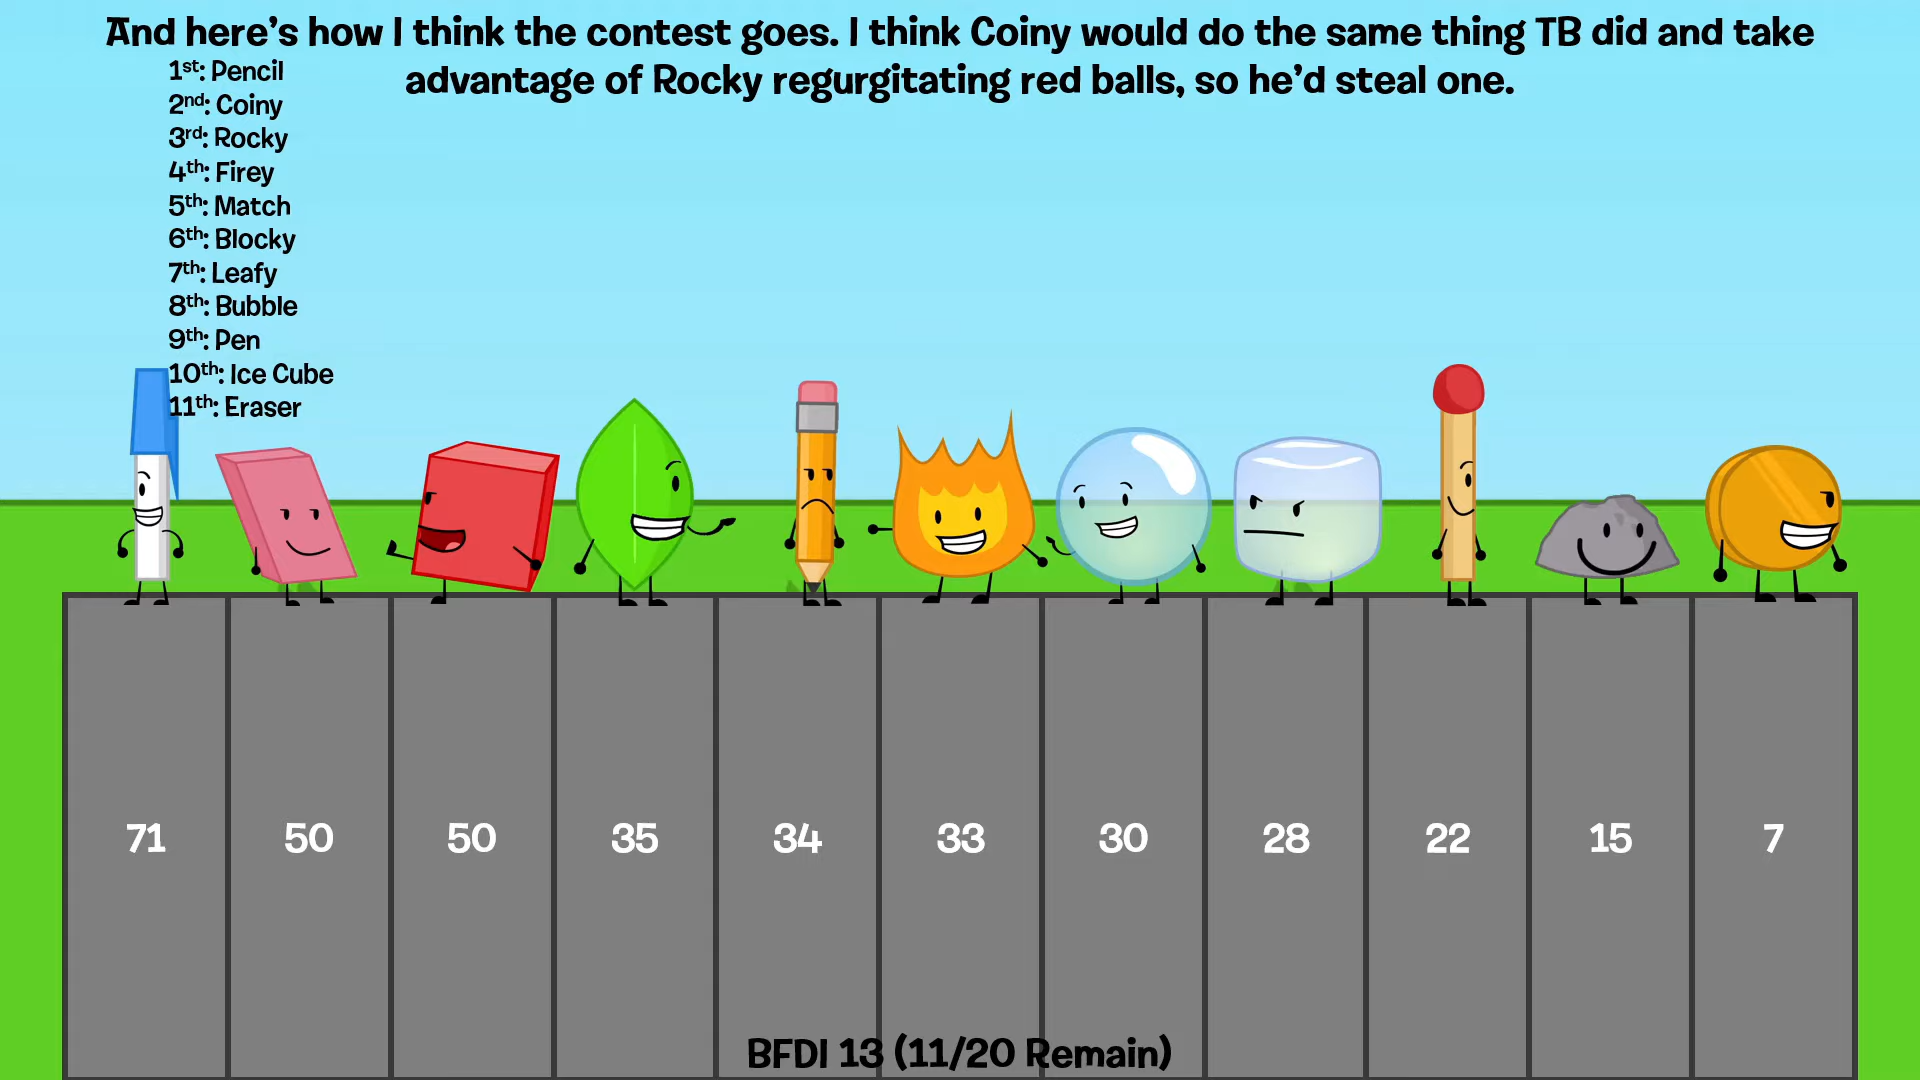 And here’s how I think the contest goes. I think Coiny would do the same thing TB did and take
advantage of Rocky regurgitating red balls, so he’d steal one.
1st: Pencil
2nd: Coiny
3rd: Rocky
4th: Firey
5th: Match
6th: Blocky
7th: Leafy
8th: Bubble
9th: Pen
10th: Ice Cube
11th: Eraser
71 50 50 35 34 33 30 28 22 15 7
BFDI 13 (11/20 Remain)